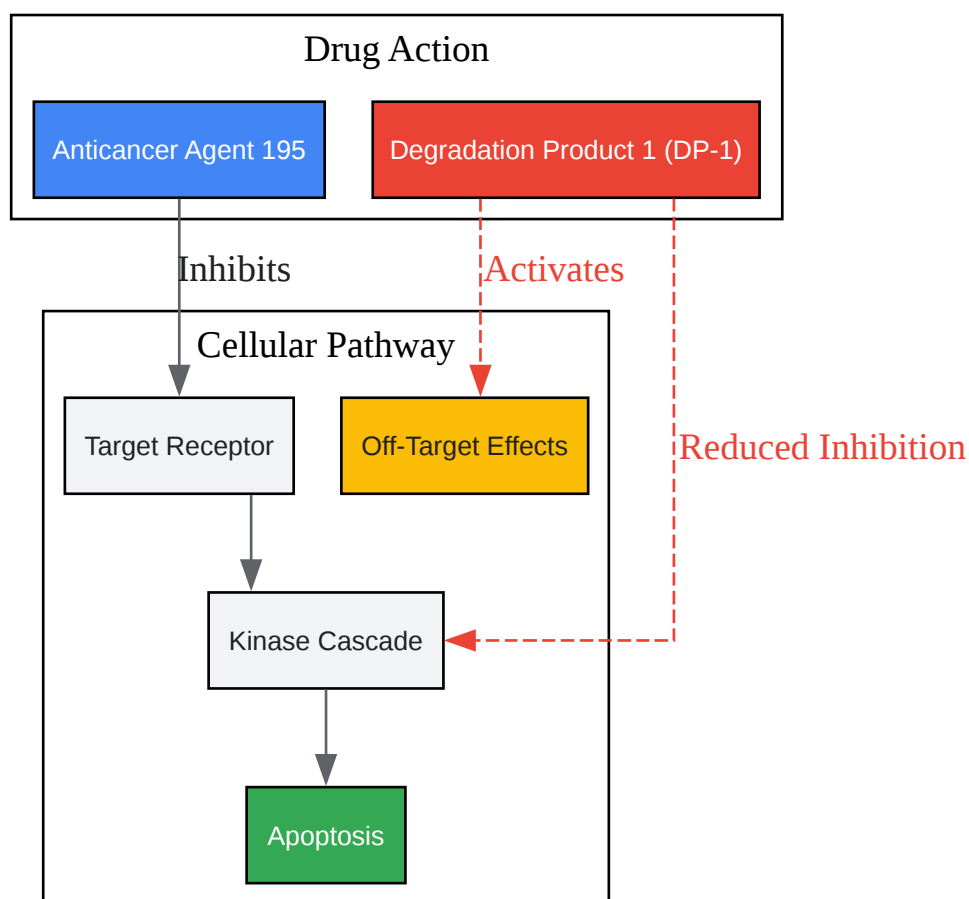 Drug Action
Anticancer Agent 195
Degradation Product 1 (DP-1)
Inhibits
Activates
Cellular Pathway
Target Receptor
Off-Target Effects
Reduced Inhibition
Kinase Cascade
Apoptosis